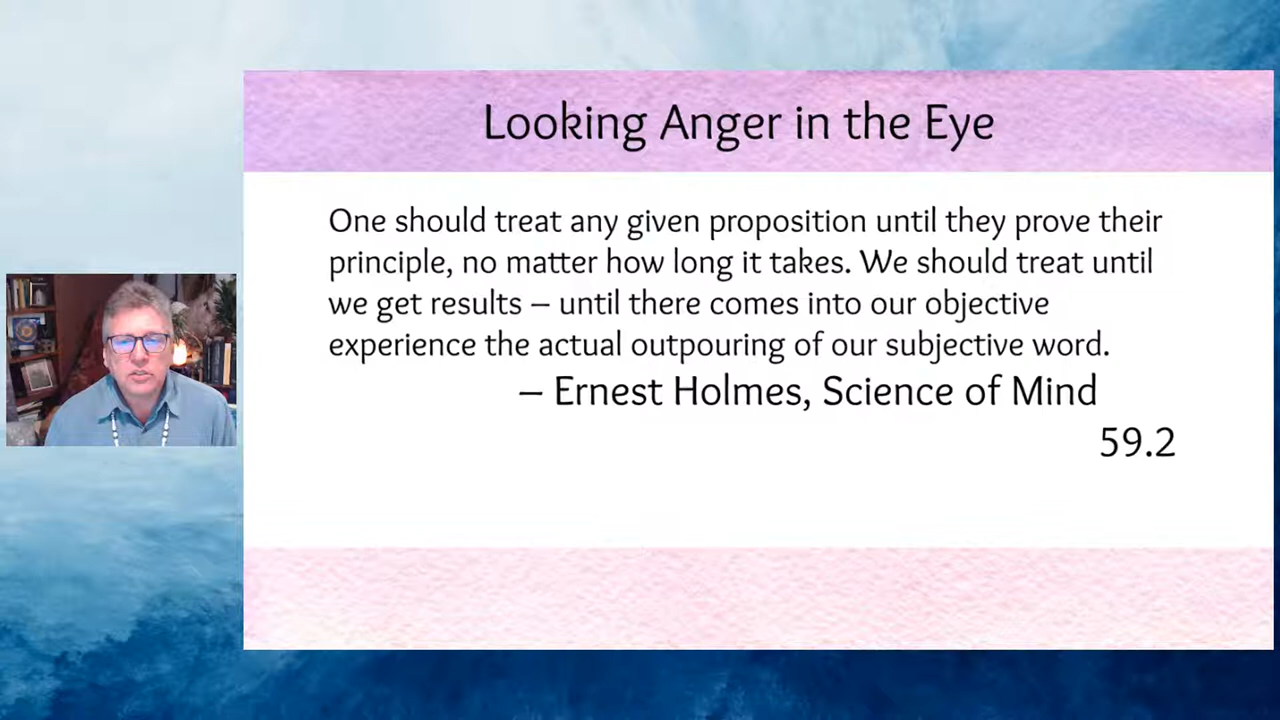 Looking Anger in the Eye
One should treat any given proposition until they prove their
principle, no matter how long it takes. We should treat until
we get results – until there comes into our objective
experience the actual outpouring of our subjective word.
– Ernest Holmes, Science of Mind
59.2